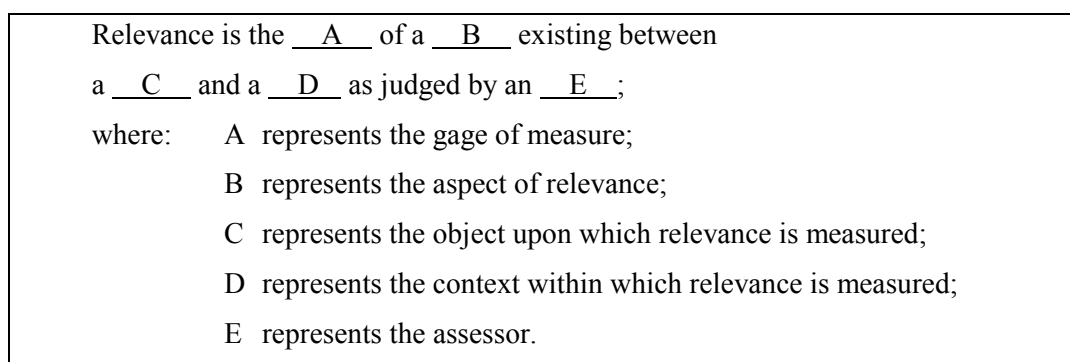 Relevance is the A of a B existing between
a C and a D as judged by an E ;
where: A represents the gage of measure;
B represents the aspect of relevance;
C represents the object upon which relevance is measured;
D represents the context within which relevance is measured;
E represents the assessor.